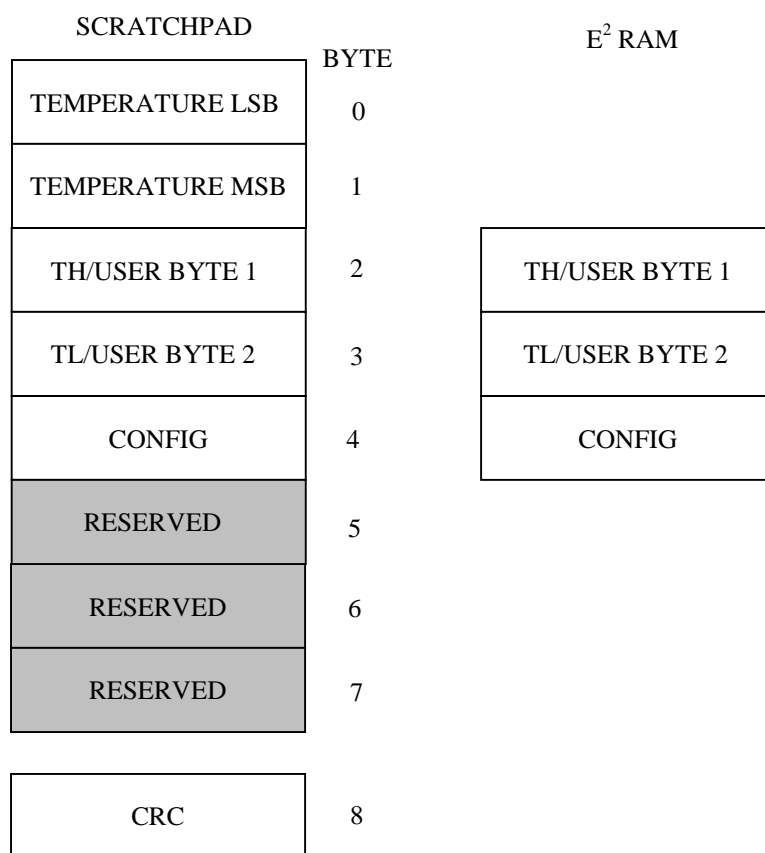 SCRATCHPAD
BYTE
E² RAM
TEMPERATURE LSB 0
TEMPERATURE MSB 1
TH/USER BYTE 1 2 TH/USER BYTE 1
TL/USER BYTE 2 3 TL/USER BYTE 2
CONFIG 4 CONFIG
RESERVED 5
RESERVED 6
RESERVED 7
CRC 8